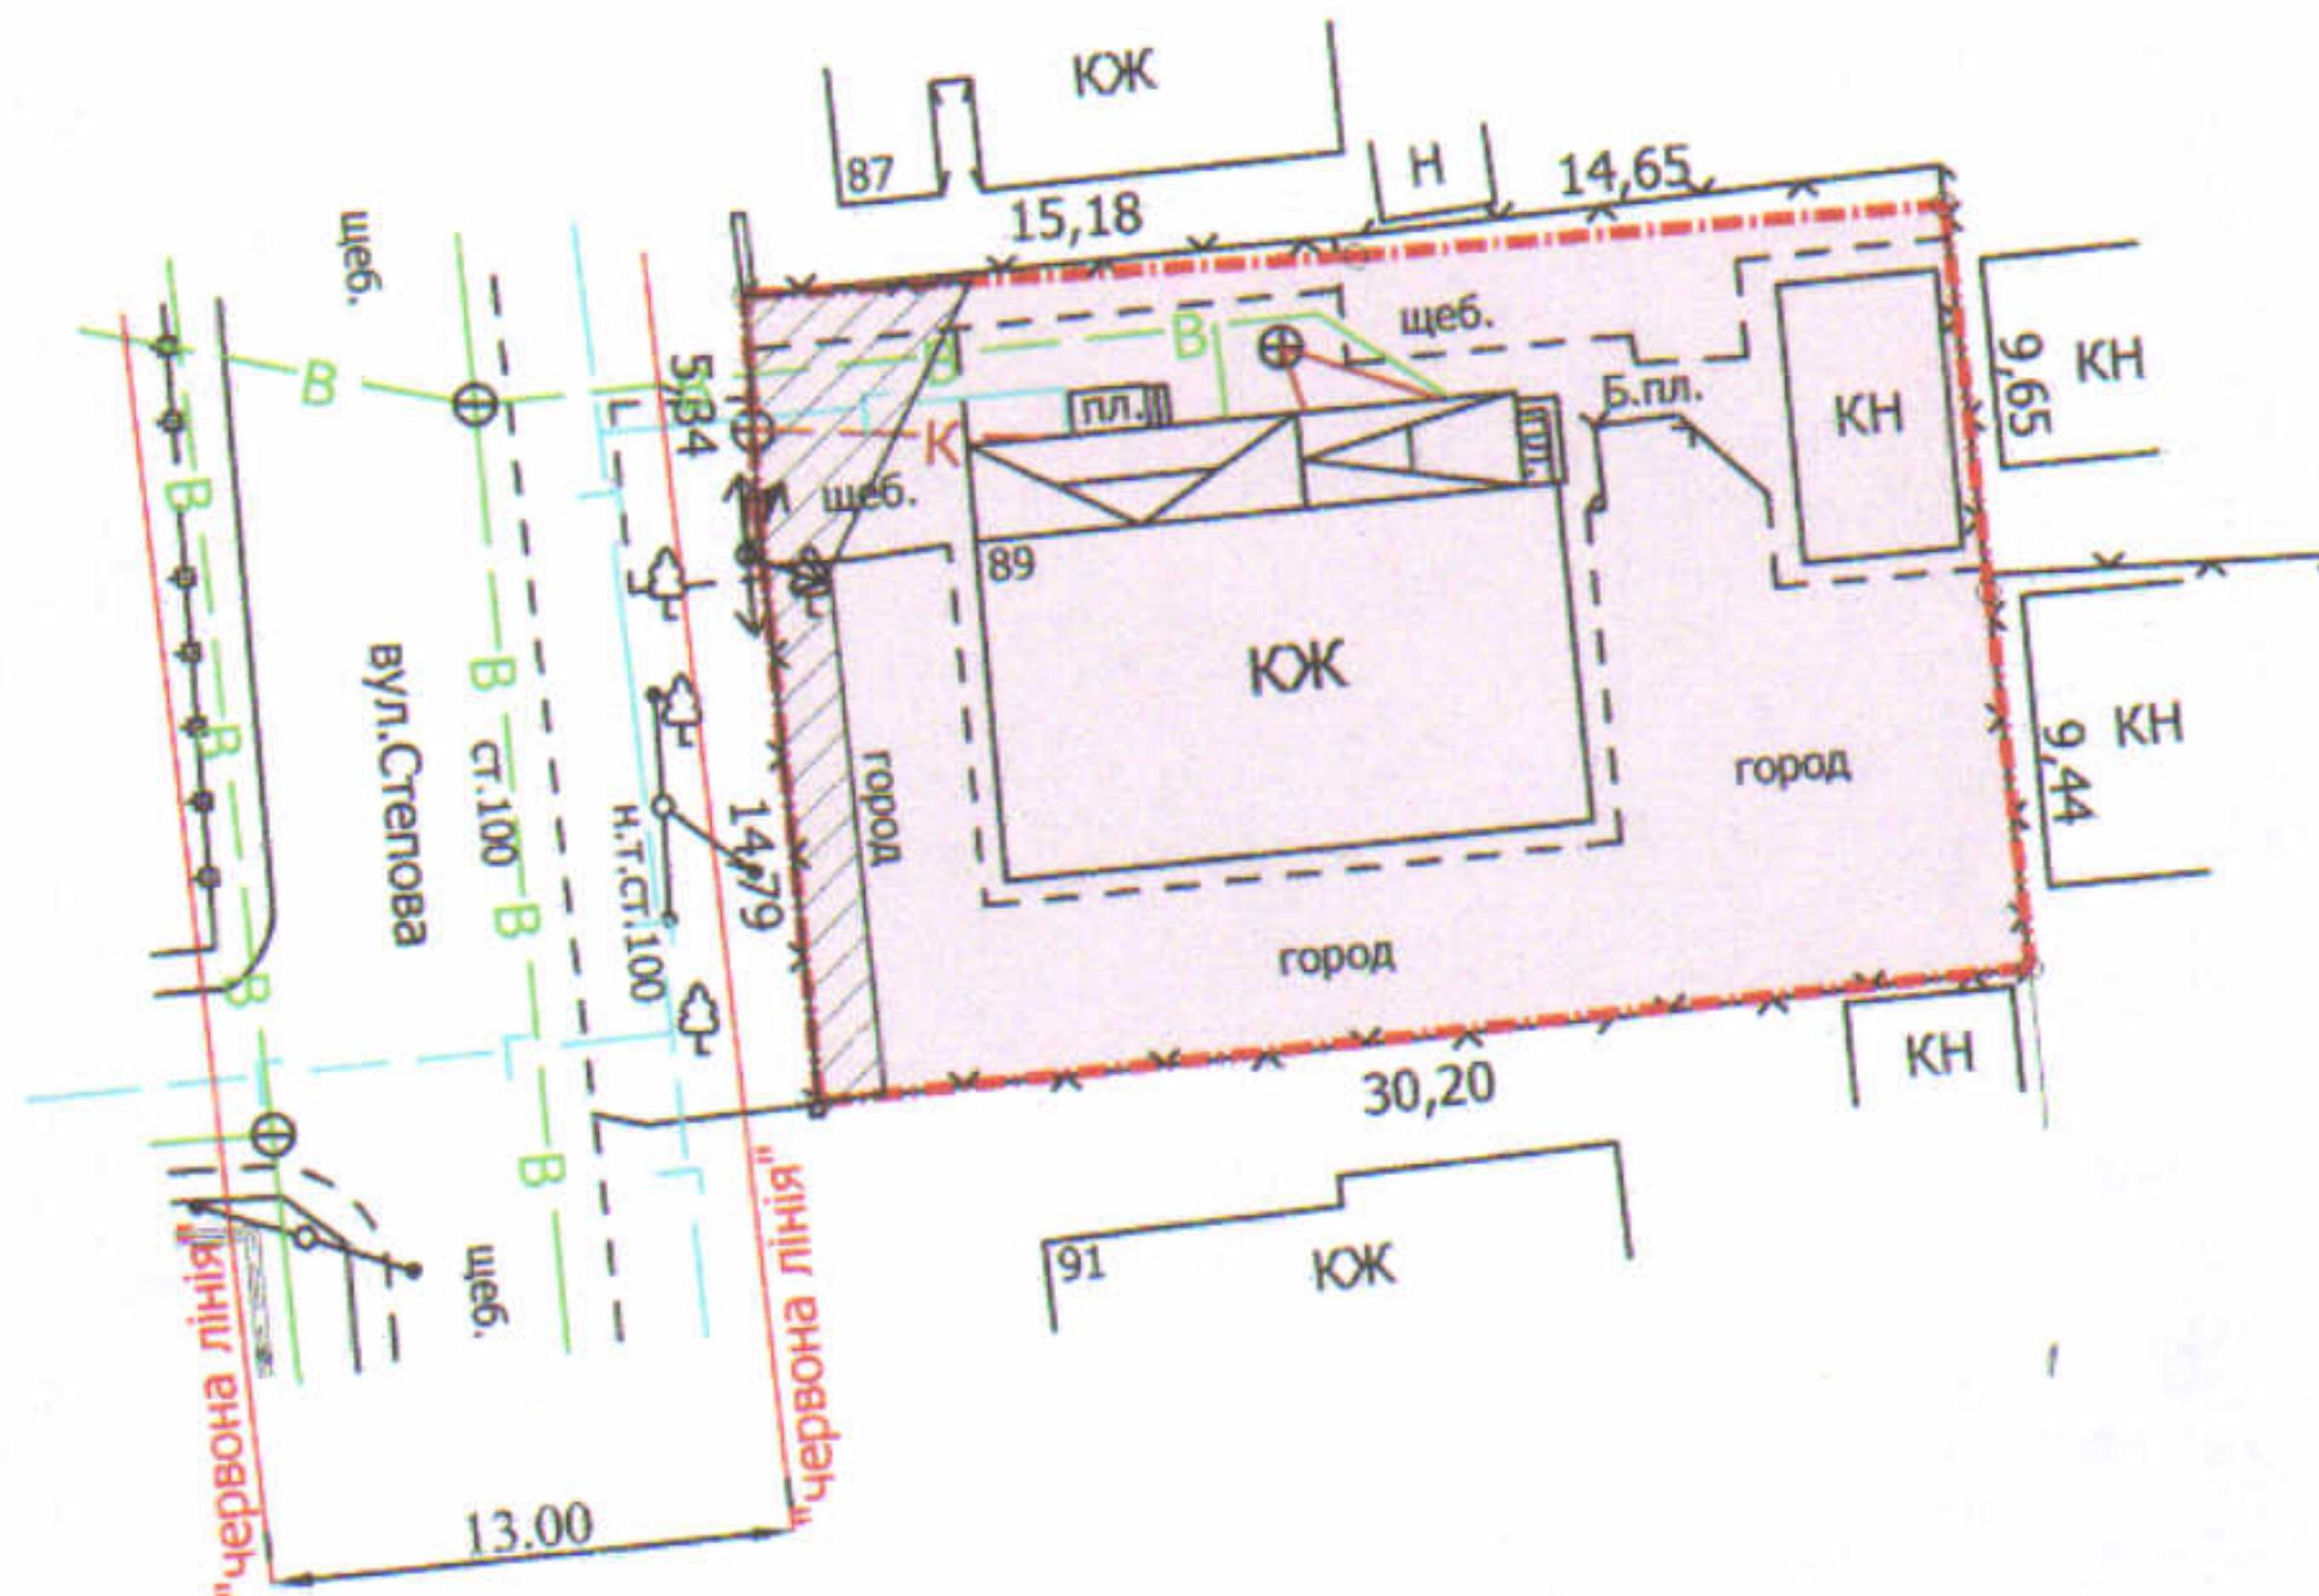 КЖ
87
Н
14,65
15,18
щеб.
щеб.
В
В
В
В
5,34
пл.
пл.
Б.пл.
КН
9,65
КН
К
щеб.
89
КЖ
В
В
ст.100
В
В
В
В
вул.Степова
н.т.ст.100
14,79
город
город
город
9,44
КН
КН
30,20
91
КЖ
щеб.
"червона лінія"
"червона лінія"
13.00